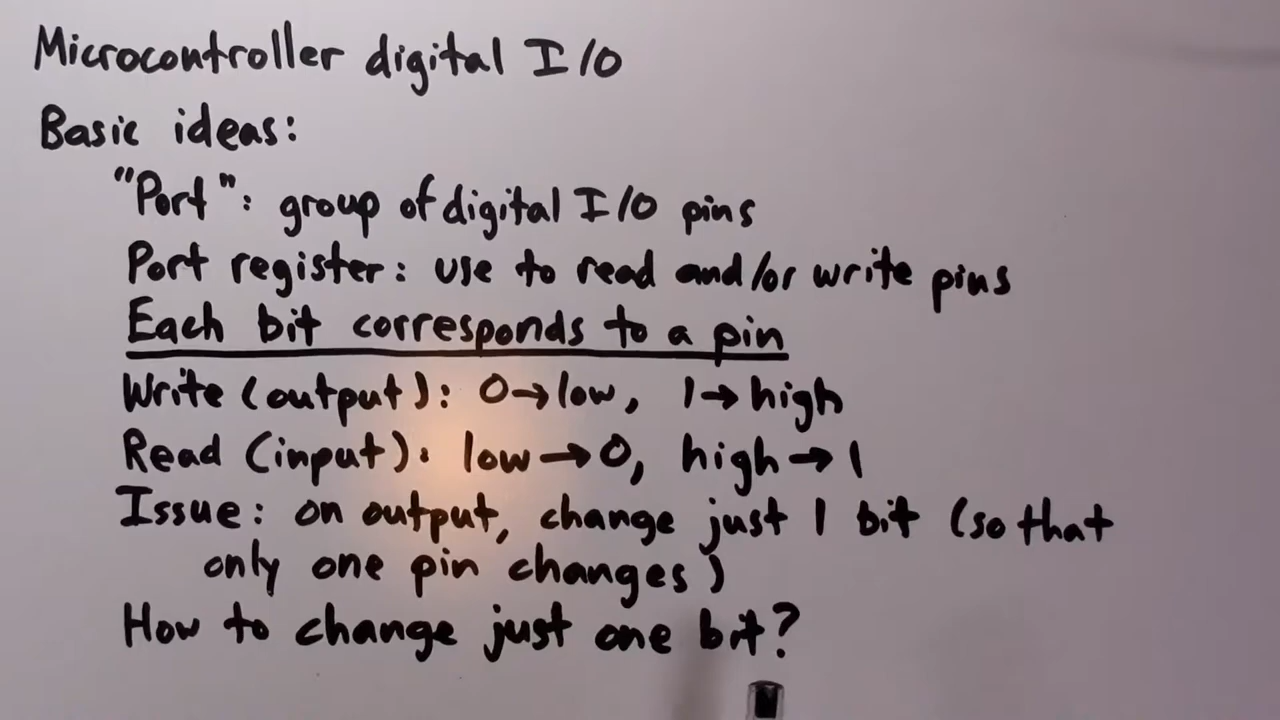 Microcontroller digital I/O
Basic ideas:
"Port": group of digital I/O pins
Port register: use to read and/or write pins
Each bit corresponds to a pin
Write (output): 0→low, 1→high
Read (input): low→0, high→1
Issue: on output, change just 1 bit (so that
only one pin changes)
How to change just one bit?